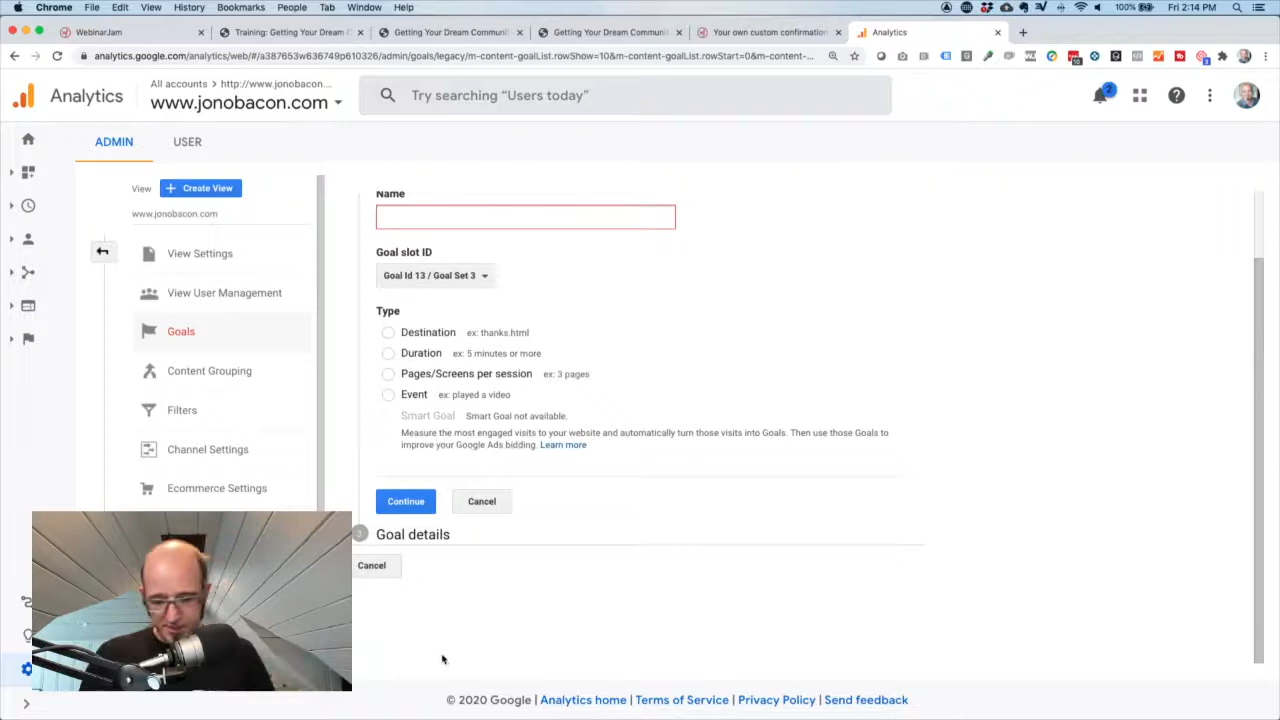 Chrome File Edit View History Bookmarks People Tab Window Help 100% Fri 2:14 PM
WebinarJam Training: Getting Your Dream C Getting Your Dream Communi Getting Your Dream Communi Your own custom confirmation Analytics
analytics.google.com/analytics/web/#/a387653w636749p610326/admin/goals/legacy/m-content-goalList.rowShow=10&m-content-goalList.rowStart=0&m-content-...
All accounts > http://www.jonobacon....
Analytics www.jonobacon.com Try searching “Users today” 2
ADMIN USER
View Create View
www.jonobacon.com
View Settings
View User Management
Goals
Content Grouping
Filters
Channel Settings
Ecommerce Settings
Name
Goal slot ID
Goal Id 13 / Goal Set 3
Type
Destination ex: thanks.html
Duration ex: 5 minutes or more
Pages/Screens per session ex: 3 pages
Event ex: played a video
Smart Goal Smart Goal not available.
Measure the most engaged visits to your website and automatically turn those visits into Goals. Then use those Goals to
improve your Google Ads bidding. Learn more
Continue Cancel
3 Goal details
Cancel
© 2020 Google | Analytics home | Terms of Service | Privacy Policy | Send feedback